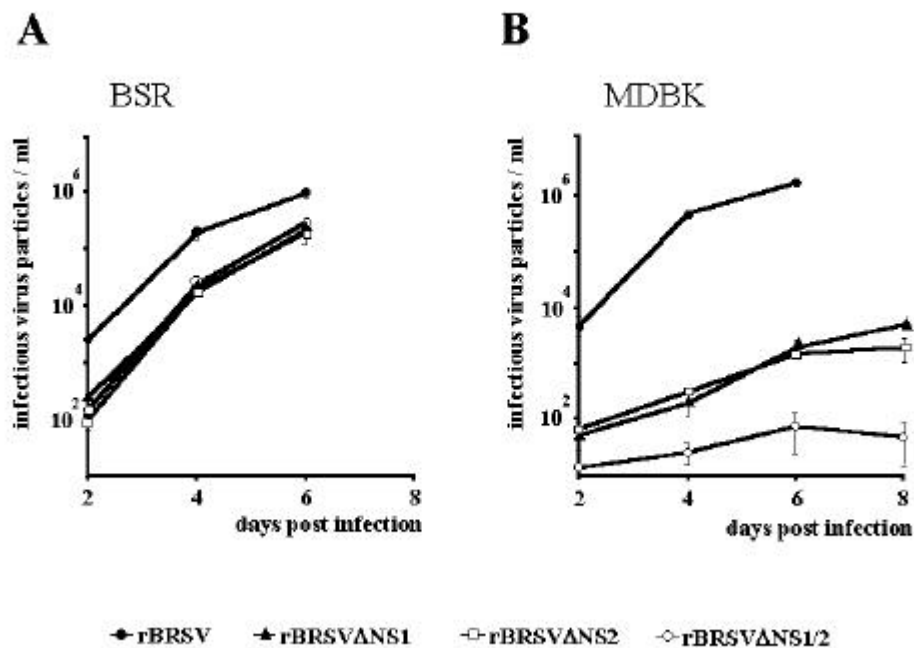 A
BSR
infectious virus particles / ml
10^6
10^4
10^2
2 4 6 8
days post infection
B
MDBK
infectious virus particles / ml
10^6
10^4
10^2
2 4 6 8
days post infection
rBRSV rBRSVΔNS1 rBRSVΔNS2 rBRSVΔNS1/2